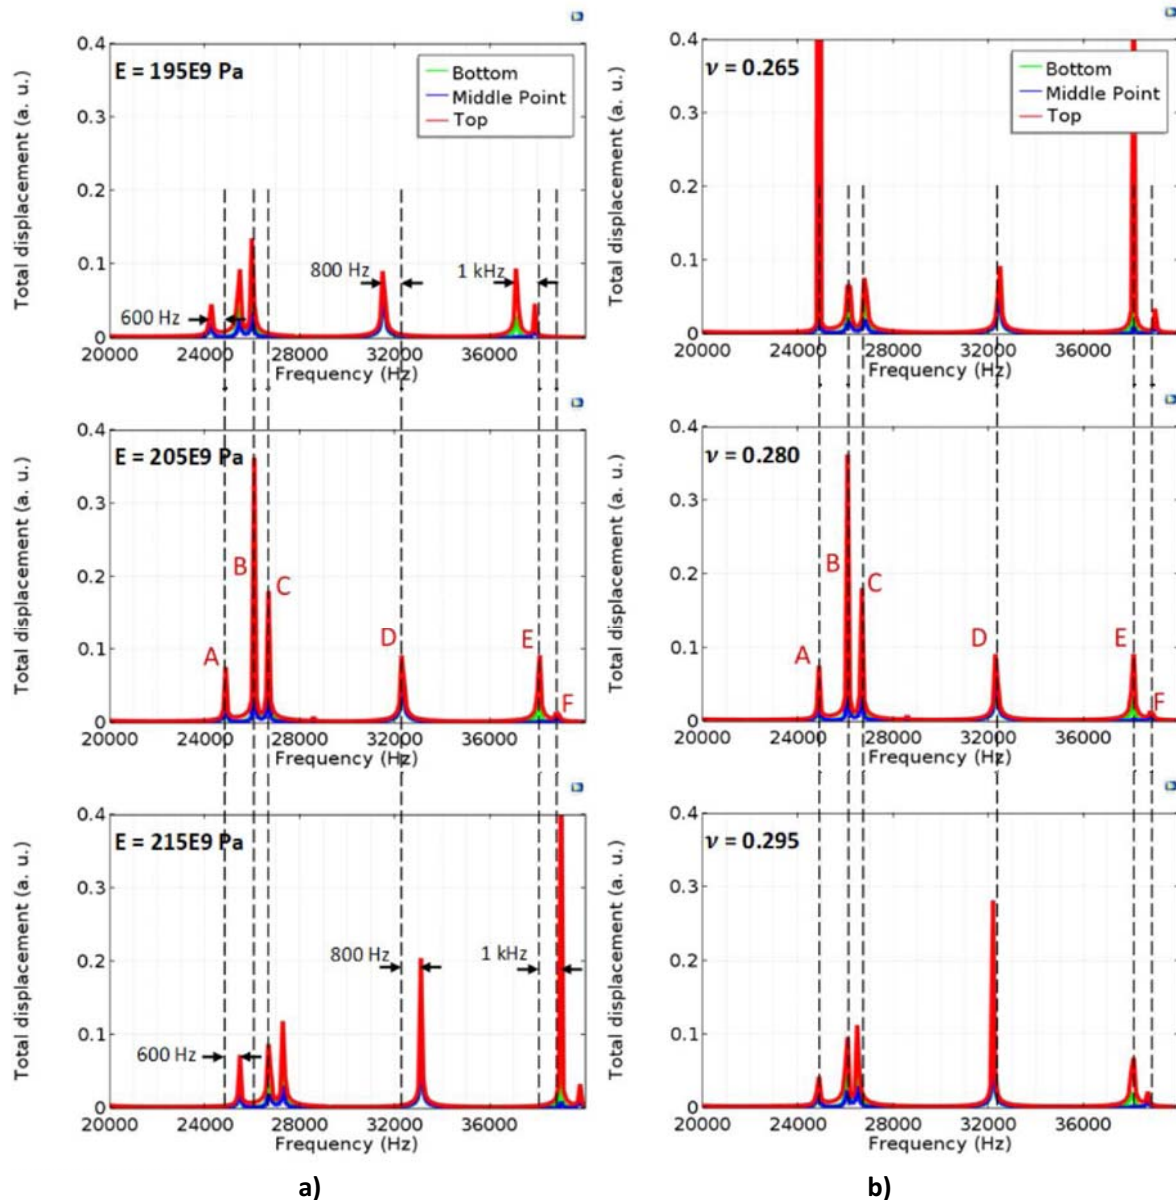 E = 195E9 Pa
Bottom
Middle Point
Top
Total displacement (a. u.)
0.4
0.3
0.2
0.1
0
600 Hz
800 Hz
1 kHz
20000 24000 28000 32000 36000
Frequency (Hz)
ν = 0.265
Bottom
Middle Point
Top
Total displacement (a. u.)
0.4
0.3
0.2
0.1
0
20000 24000 28000 32000 36000
Frequency (Hz)
E = 205E9 Pa
Total displacement (a. u.)
0.4
0.3
0.2
0.1
0
A
B
C
D
E
F
20000 24000 28000 32000 36000
Frequency (Hz)
ν = 0.280
Total displacement (a. u.)
0.4
0.3
0.2
0.1
0
A
B
C
D
E
F
20000 24000 28000 32000 36000
Frequency (Hz)
E = 215E9 Pa
Total displacement (a. u.)
0.4
0.3
0.2
0.1
0
600 Hz
800 Hz
1 kHz
20000 24000 28000 32000 36000
Frequency (Hz)
ν = 0.295
Total displacement (a. u.)
0.4
0.3
0.2
0.1
0
20000 24000 28000 32000 36000
Frequency (Hz)
a)
b)